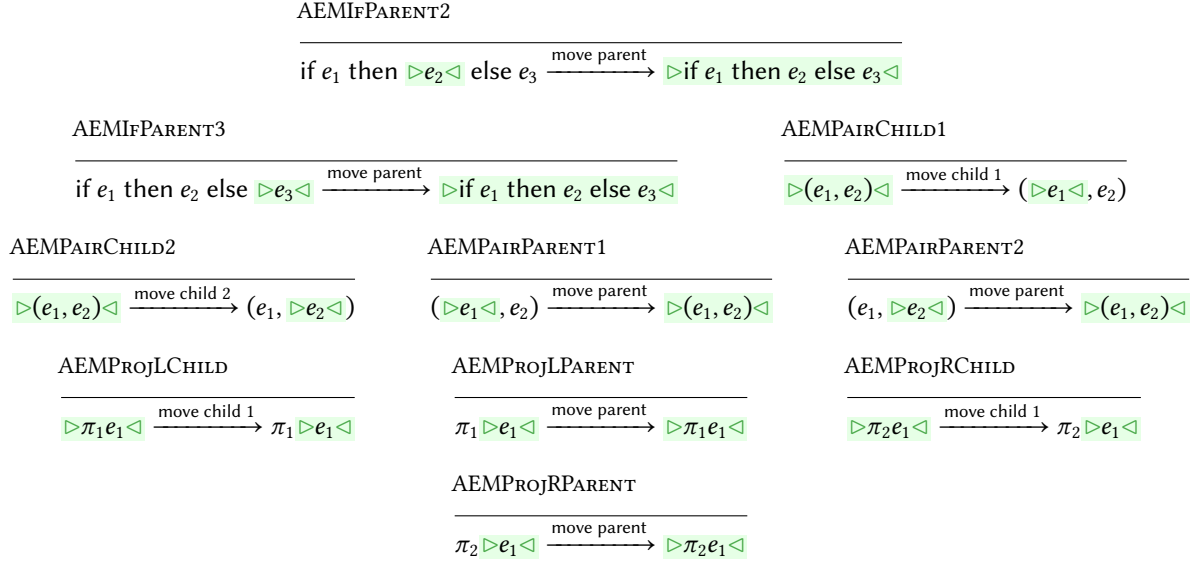 AEMIfParent2
if e₁ then ▷e₂◁ else e₃ —move parent→ ▷if e₁ then e₂ else e₃◁
AEMIfParent3 AEMPairChild1
if e₁ then e₂ else ▷e₃◁ —move parent→ ▷if e₁ then e₂ else e₃◁ ▷(e₁, e₂)◁ —move child 1→ (▷e₁◁, e₂)
AEMPairChild2 AEMPairParent1 AEMPairParent2
▷(e₁, e₂)◁ —move child 2→ (e₁, ▷e₂◁) (▷e₁◁, e₂) —move parent→ ▷(e₁, e₂)◁ (e₁, ▷e₂◁) —move parent→ ▷(e₁, e₂)◁
AEMProjLChild AEMProjLParent AEMProjRChild
▷π₁e₁◁ —move child 1→ π₁▷e₁◁ π₁▷e₁◁ —move parent→ ▷π₁e₁◁ ▷π₂e₁◁ —move child 1→ π₂▷e₁◁
AEMProjRParent
π₂▷e₁◁ —move parent→ ▷π₂e₁◁